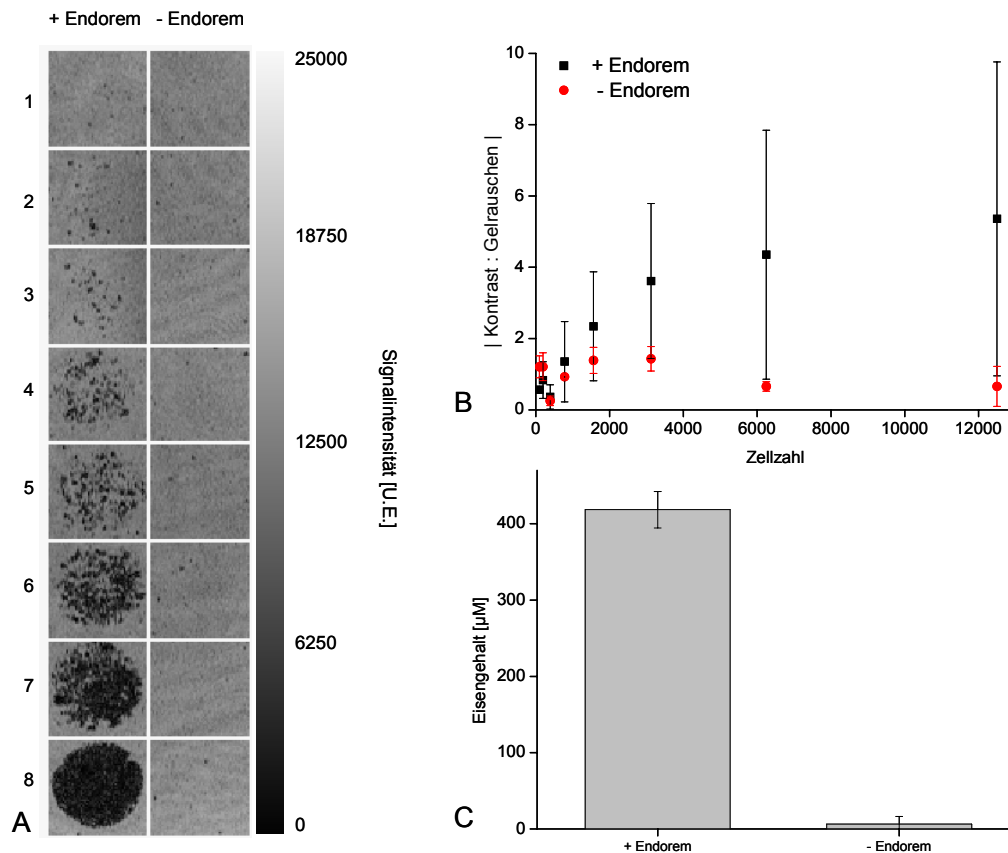 + Endorem - Endorem
1
2
3
4
5
6
7
8
A
25000
18750
12500
6250
0
Signalintensität [U.E.]
+ Endorem
- Endorem
| Kontrast : Gelrauschen |
10
8
6
4
2
0
0 2000 4000 6000 8000 10000 12000
Zellzahl
B
Eisengehalt [µM]
400
300
200
100
0
+ Endorem - Endorem
C